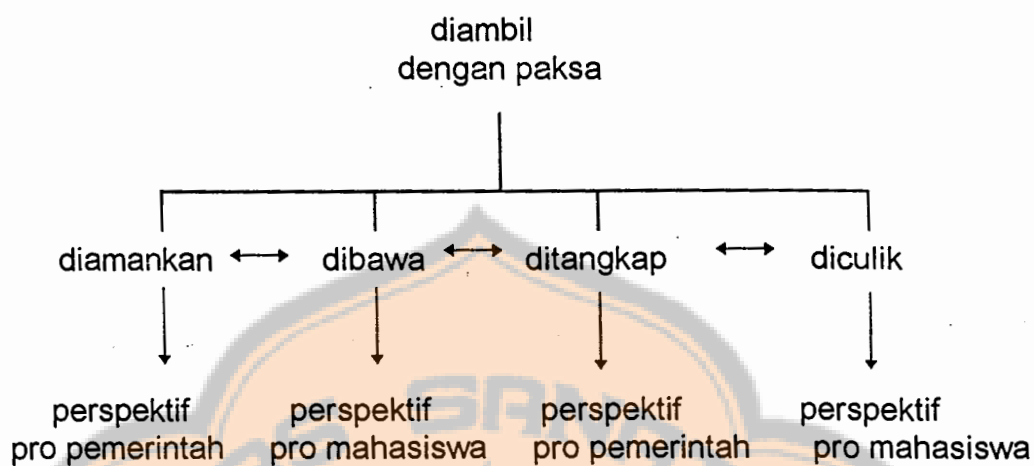 diambil
dengan paksa
diamankan dibawa ditangkap diculik
perspektif perspektif perspektif perspektif
pro pemerintah pro mahasiswa pro pemerintah pro mahasiswa